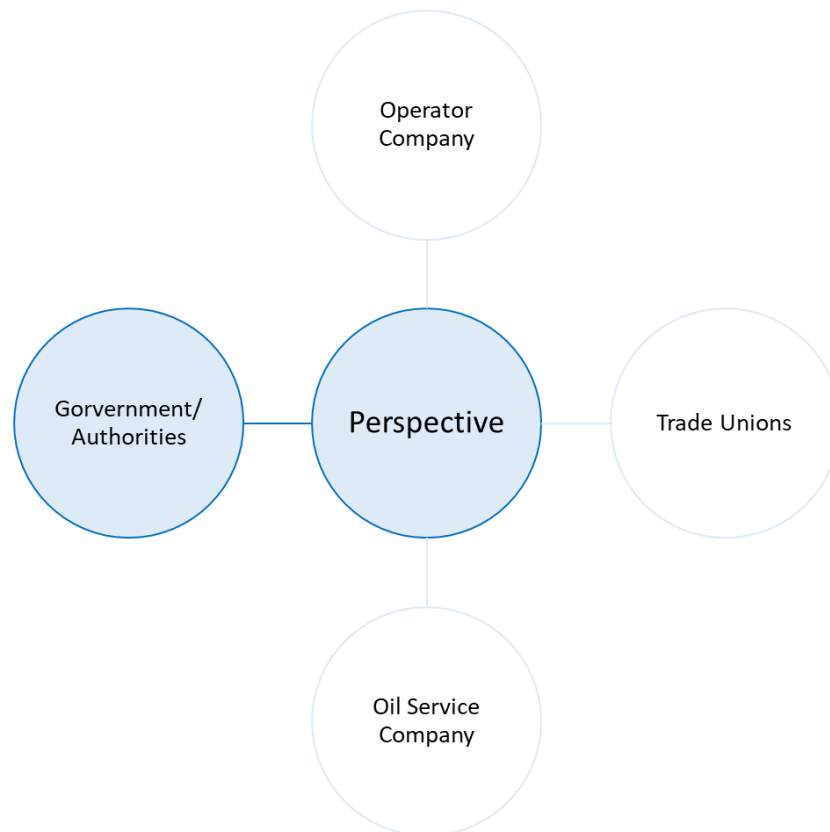 Operator
Company
Gorvernment/
Authorities
Perspective
Trade Unions
Oil Service
Company